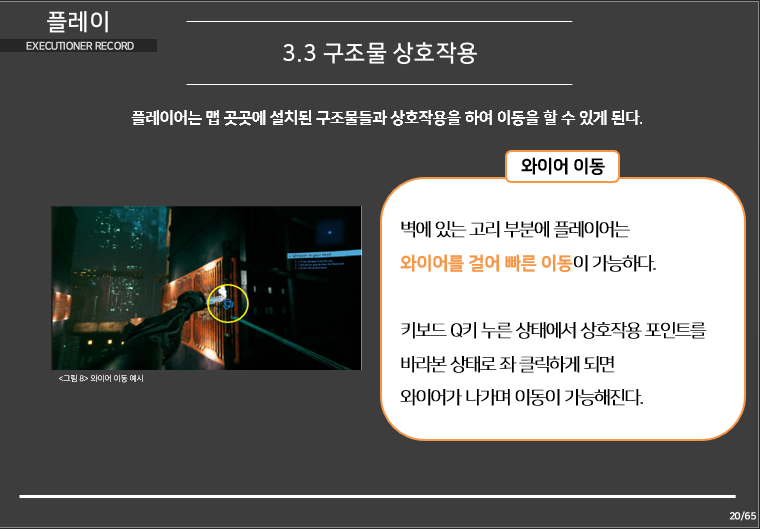 플레이
EXECUTIONER RECORD
3.3 구조물 상호작용
플레이어는 맵 곳곳에 설치된 구조물들과 상호작용을 하여 이동을 할 수 있게 된다.
와이어 이동
벽에 있는 고리 부분에 플레이어는
와이어를 걸어 빠른 이동이 가능하다.
키보드 Q키 누른 상태에서 상호작용 포인트를
바라본 상태로 좌 클릭하게 되면
와이어가 나가며 이동이 가능해진다.
<그림 8> 와이어 이동 예시
20/65